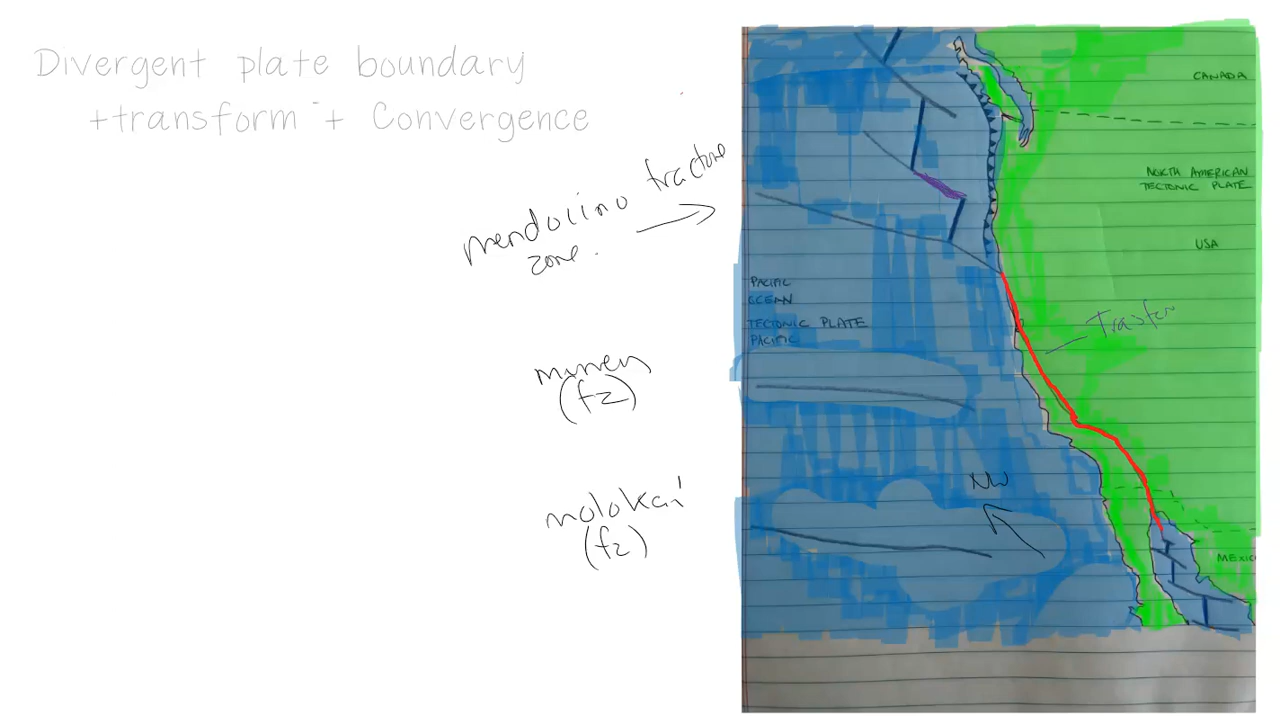 Divergent plate boundary
+transform + Convergence
Mendocino fracture
zone
(fz)
molokai
(fz)
CANADA
NORTH AMERICAN
TECTONIC PLATE
USA
PACIFIC
OCEAN
TECTONIC PLATE
PACIFIC
NW
MEXICO